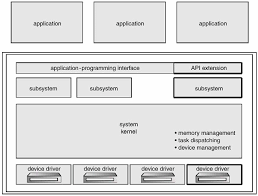 application
application
application
application-programming interface
API extension
subsystem
subsystem
subsystem
system
kernel
• memory management
• task dispatching
• device management
device driver
device driver
device driver
device driver